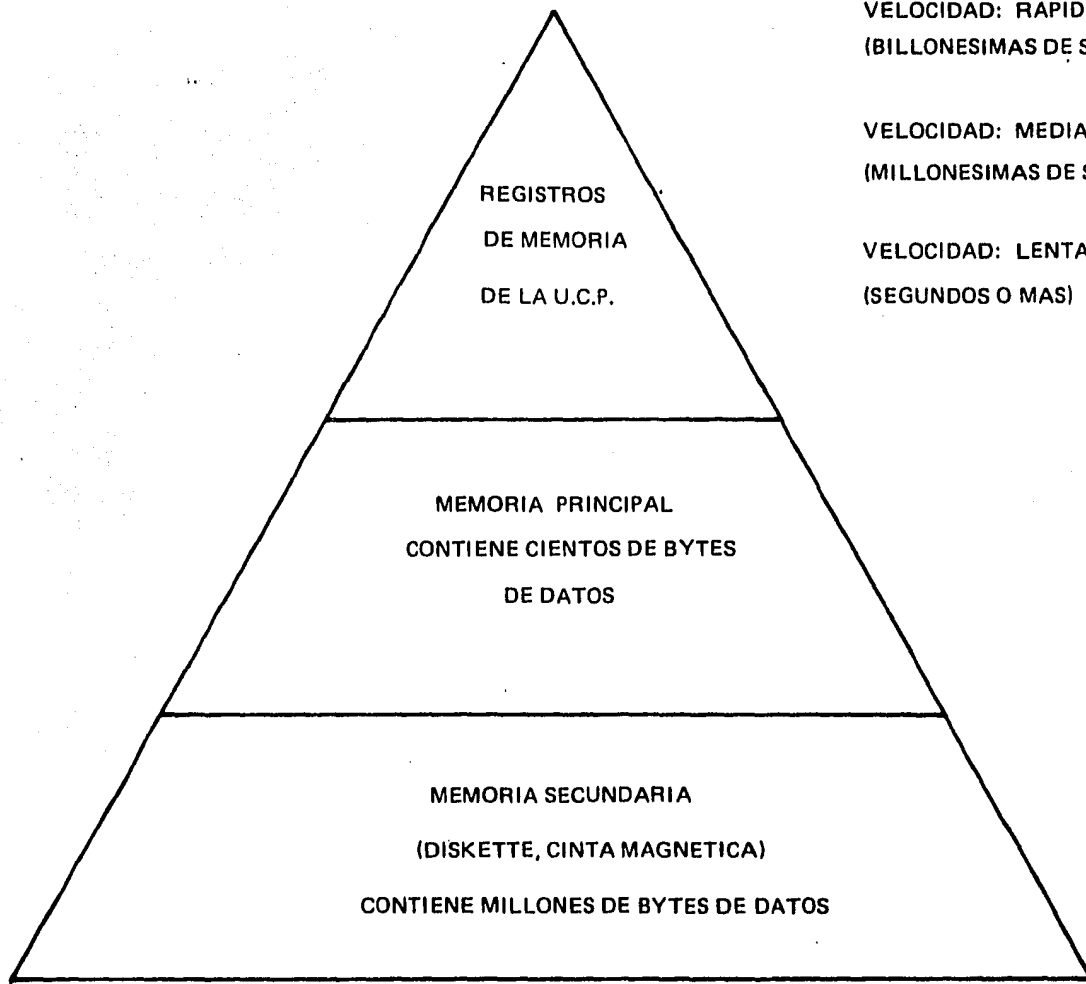 VELOCIDAD: RAPID
(BILLONESIMAS DE S
VELOCIDAD: MEDIA
(MILLONESIMAS DE S
VELOCIDAD: LENTA
(SEGUNDOS O MAS)
REGISTROS
DE MEMORIA
DE LA U.C.P.
MEMORIA PRINCIPAL
CONTIENE CIENTOS DE BYTES
DE DATOS
MEMORIA SECUNDARIA
(DISKETTE, CINTA MAGNETICA)
CONTIENE MILLONES DE BYTES DE DATOS